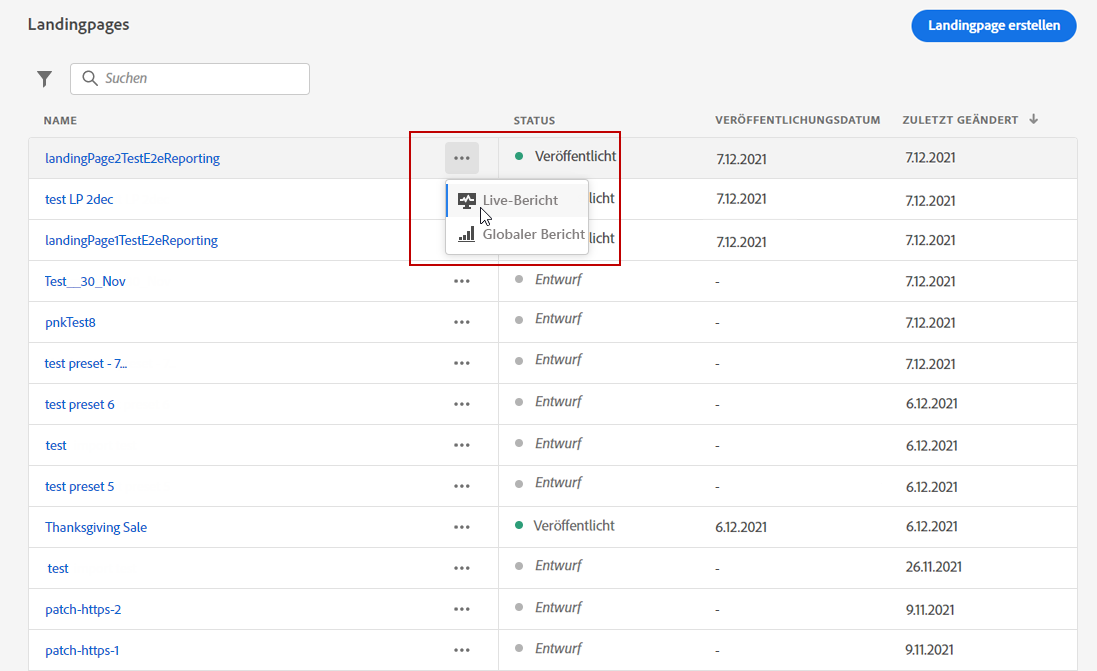 Landingpages
Landingpage erstellen
Suchen
NAME STATUS VERÖFFENTLICHUNGSDATUM ZULETZT GEÄNDERT
landingPage2TestE2eReporting Veröffentlicht 7.12.2021 7.12.2021
test LP 2dec Live-Bericht licht 7.12.2021 7.12.2021
landingPage1TestE2eReporting Globaler Bericht licht 7.12.2021 7.12.2021
Test__30_Nov Entwurf - 7.12.2021
pnkTest8 Entwurf - 7.12.2021
test preset - 7... Entwurf - 7.12.2021
test preset 6 Entwurf - 6.12.2021
test Entwurf - 6.12.2021
test preset 5 Entwurf - 6.12.2021
Thanksgiving Sale Veröffentlicht 6.12.2021 6.12.2021
test Entwurf - 26.11.2021
patch-https-2 Entwurf - 9.11.2021
patch-https-1 Entwurf - 9.11.2021